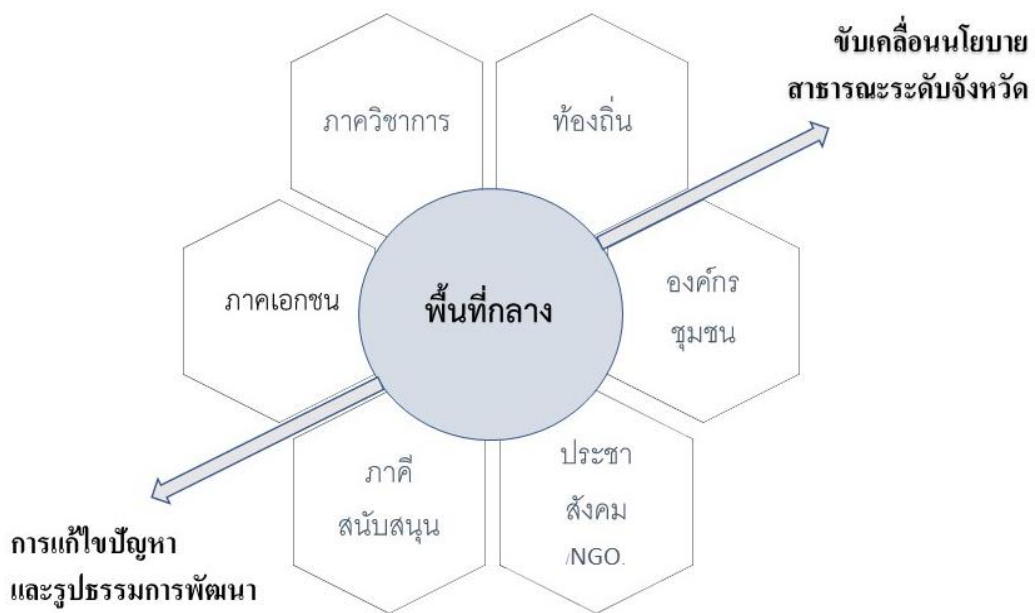 ขับเคลื่อนนโยบาย
สาธารณะระดับจังหวัด
ภาควิชาการ
ท้องถิ่น
ภาคเอกชน
พื้นที่กลาง
องค์กร
ชุมชน
ภาคี
สนับสนุน
ประชา
สังคม
/NGO.
การแก้ไขปัญหา
และรูปธรรมการพัฒนา